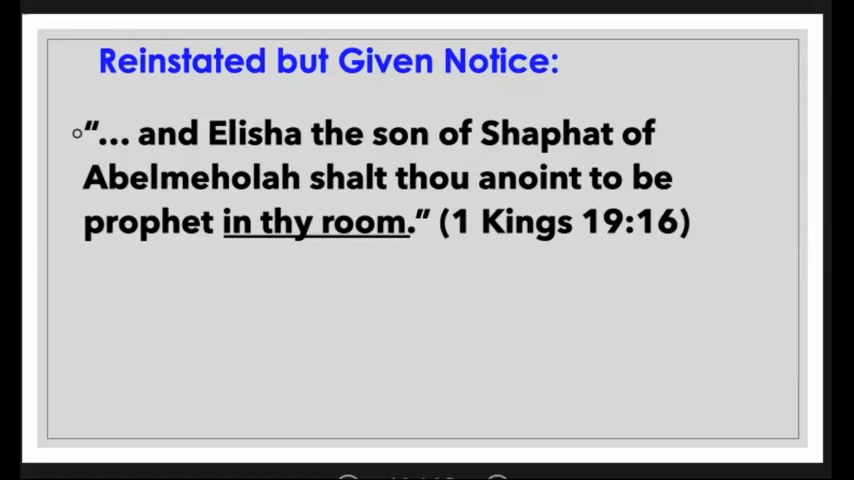 Reinstated but Given Notice:
“... and Elisha the son of Shaphat of
Abelmeholah shalt thou anoint to be
prophet in thy room.” (1 Kings 19:16)